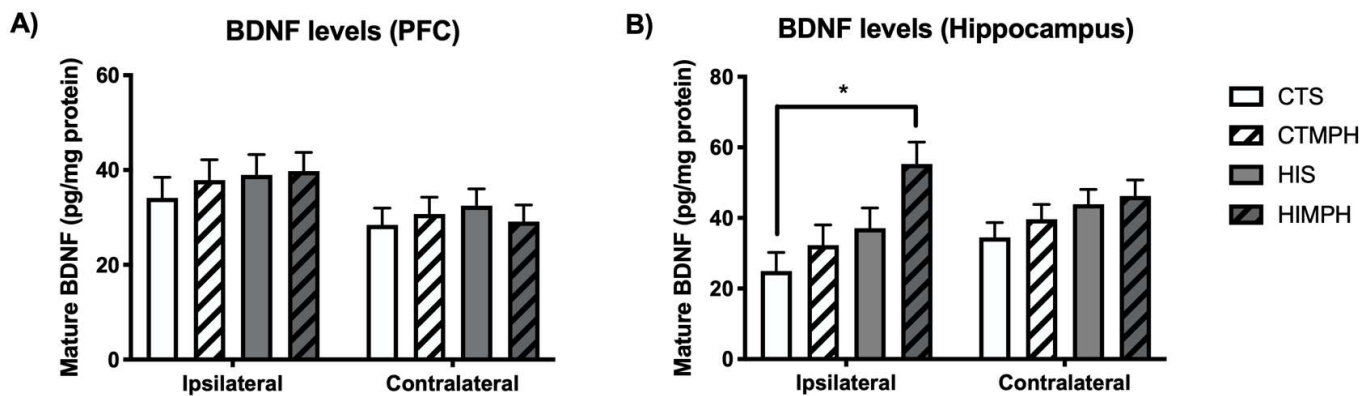 A)
BDNF levels (PFC)
Mature BDNF (pg/mg protein)
60
40
20
0
Ipsilateral
Contralateral
B)
BDNF levels (Hippocampus)
Mature BDNF (pg/mg protein)
80
60
40
20
0
*
Ipsilateral
Contralateral
CTS
CTMPH
HIS
HIMPH